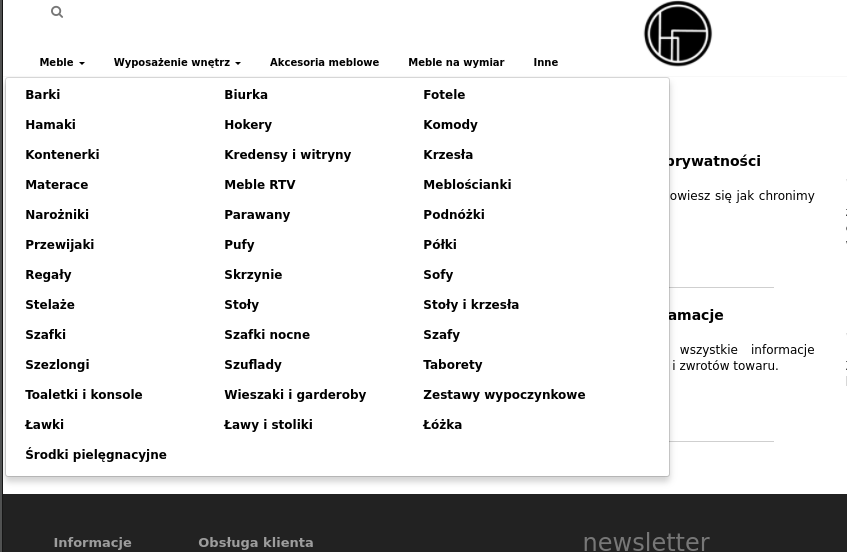 Meble
Wyposażenie wnętrz
Akcesoria meblowe
Meble na wymiar
Inne
Barki Biurka Fotele
Hamaki Hokery Komody
Kontenerki Kredensy i witryny Krzesła
Materace Meble RTV Meblościanki
Narożniki Parawany Podnóżki
Przewijaki Pufy Półki
Regały Skrzynie Sofy
Stelaże Stoły Stoły i krzesła
Szafki Szafki nocne Szafy
Szezlongi Szuflady Taborety
Toaletki i konsole Wieszaki i garderoby Zestawy wypoczynkowe
Ławki Ławy i stoliki Łóżka
Środki pielęgnacyjne
prywatności
owiesz się jak chronimy
amacje
wszystkie informacje
i zwrotów towaru.
Informacje
Obsługa klienta
newsletter